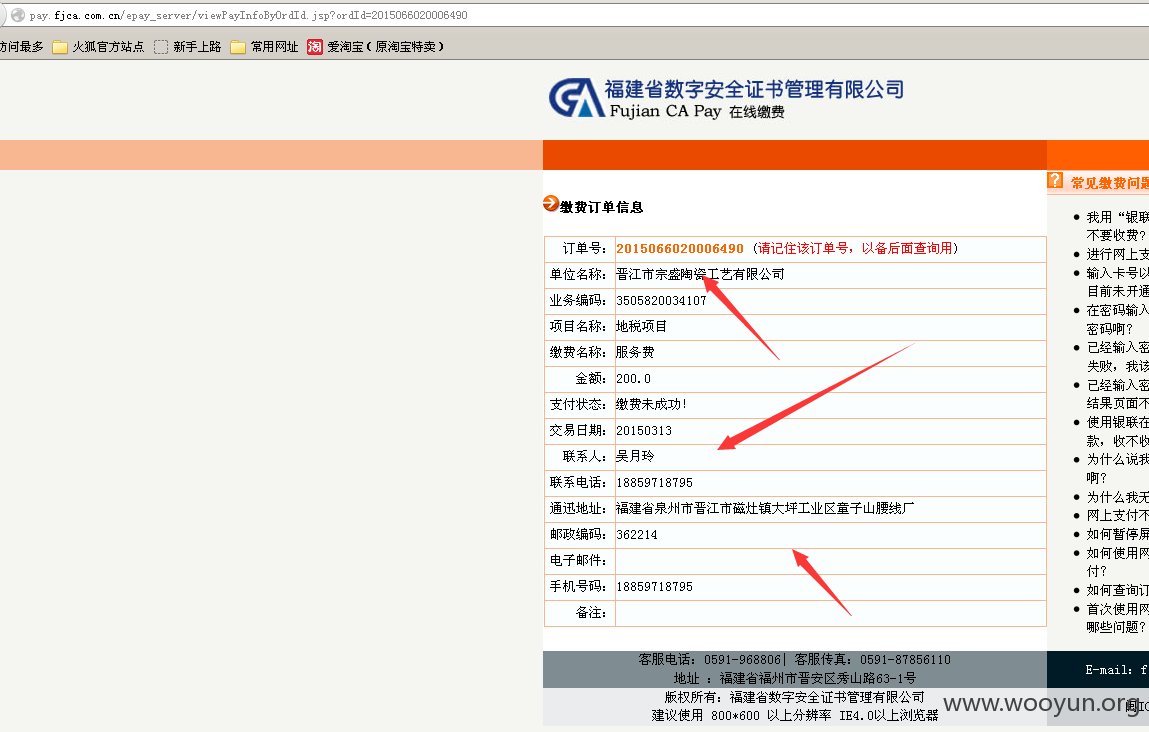 pay.fjca.com.cn/epay_server/viewPayInfoByOrdId.jsp?ordId=2015066020006490
访问最多 火狐官方站点 新手上路 常用网址 淘 爱淘宝(原淘宝特卖)
福建省数字安全证书管理有限公司
Fujian CA Pay 在线缴费
缴费订单信息
订单号: 2015066020006490 (请记住该订单号, 以备后面查询用)
单位名称: 晋江市宗盛陶瓷工艺有限公司
业务编码: 3505820034107
项目名称: 地税项目
缴费名称: 服务费
金额: 200.0
支付状态: 缴费未成功!
交易日期: 20150313
联系人: 吴月玲
联系电话: 18859718795
通迅地址: 福建省泉州市晋江市磁灶镇大坪工业区童子山腰线厂
邮政编码: 362214
电子邮件:
手机号码: 18859718795
备注:
? 常见缴费问题
● 我用“银联
不要收费?
● 进行网上支
● 输入卡号以
目前未开通
● 在密码输入
密码啊?
● 已经输入密
失败, 我该
● 已经输入密
结果页面不
● 使用银联在
款, 收不收
● 为什么说我
啊?
● 为什么我无
● 网上支付不
● 如何暂停屏
● 如何使用网
付?
● 如何查询订
● 首次使用网
哪些问题?
客服电话: 0591-968806| 客服传真: 0591-87856110
地址 : 福建省福州市晋安区秀山路63-1号
E-mail: f
版权所有: 福建省数字安全证书管理有限公司
建议使用 800*600 以上分辨率 IE4.0以上浏览器
www.wooyun.org